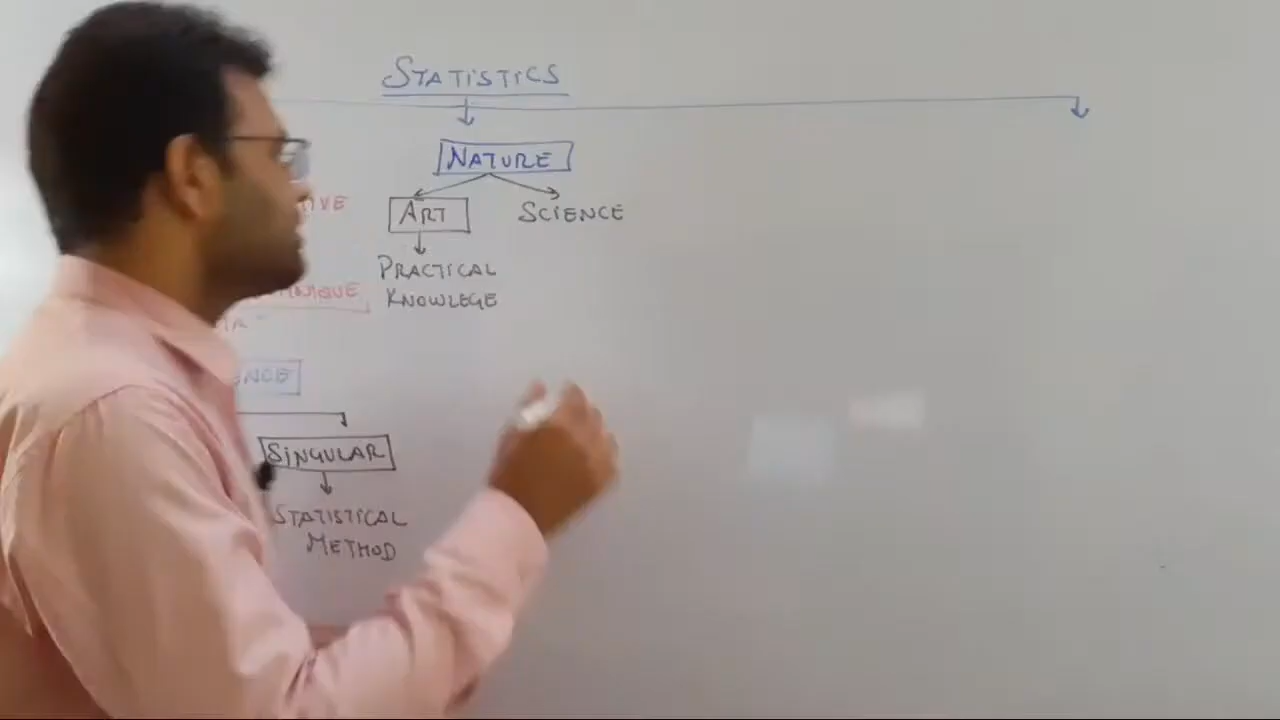 STATISTICS
NATURE
ART SCIENCE
PRACTICAL
KNOWLEGE
SINGULAR
STATISTICAL
METHOD